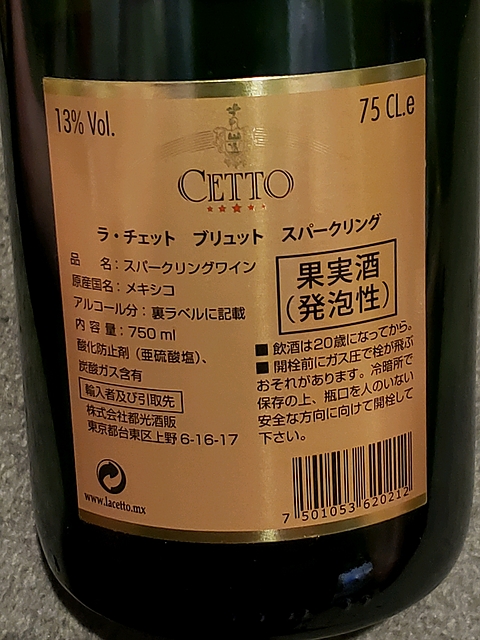 13% Vol.
75 CL.e
CETTO
ラ・チェット ブリュット スパークリング
品 名：スパークリングワイン
原産国名：メキシコ
アルコール分：裏ラベルに記載
内 容 量：750 ml
酸化防止剤（亜硫酸塩）、
炭酸ガス含有
輸入者及び引取先
株式会社都光酒販
東京都台東区上野 6-16-17
www.lacetto.mx
果実酒
（発泡性）
■ 飲酒は20歳になってから。
■ 開栓前にガス圧で栓が飛ぶ
おそれがあります。冷暗所で
保存の上、瓶口を人のいない
安全な方向に向けて開栓して
下さい。
7 501053 620212